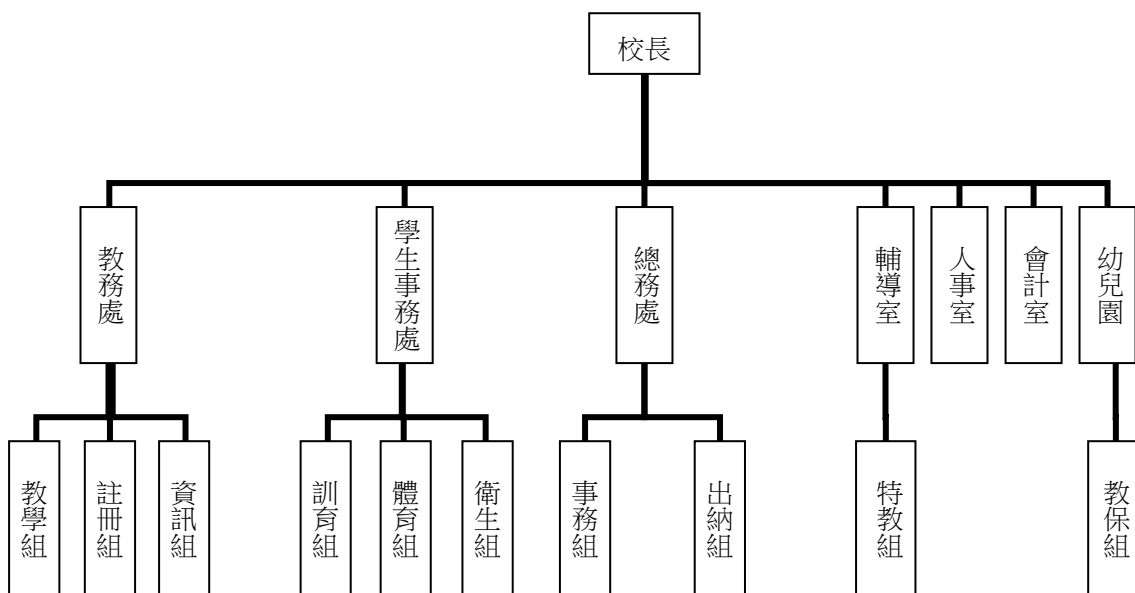 校長
教務處
學生事務處
總務處
輔導室
人事室
會計室
幼兒園
教學組
註冊組
資訊組
訓育組
體育組
衛生組
事務組
出納組
特教組
教保組